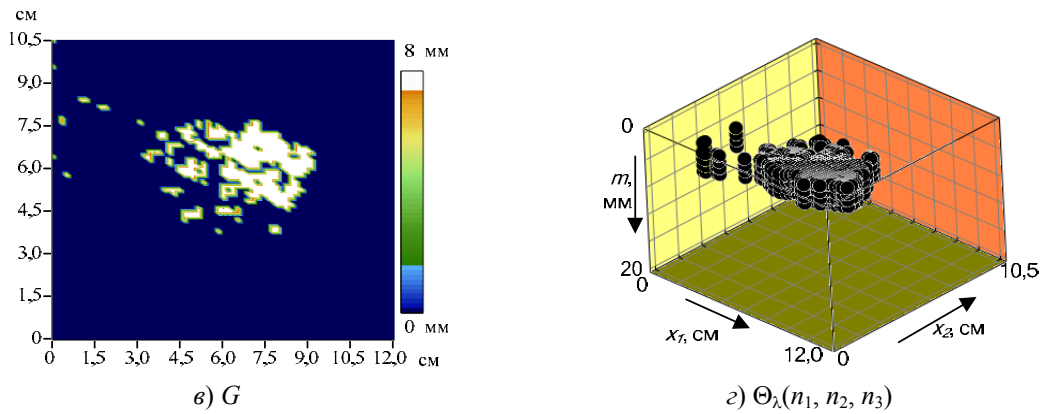 см
10,5
9,0
7,5
6,0
4,5
3,0
1,5
0
0 1,5 3,0 4,5 6,0 7,5 9,0 10,5 12,0 см
8 мм
0 мм
в) G
0
m,
мм
20
0
x1, см
12,0
0
x2, см
10,5
г) Θλ(n1, n2, n3)